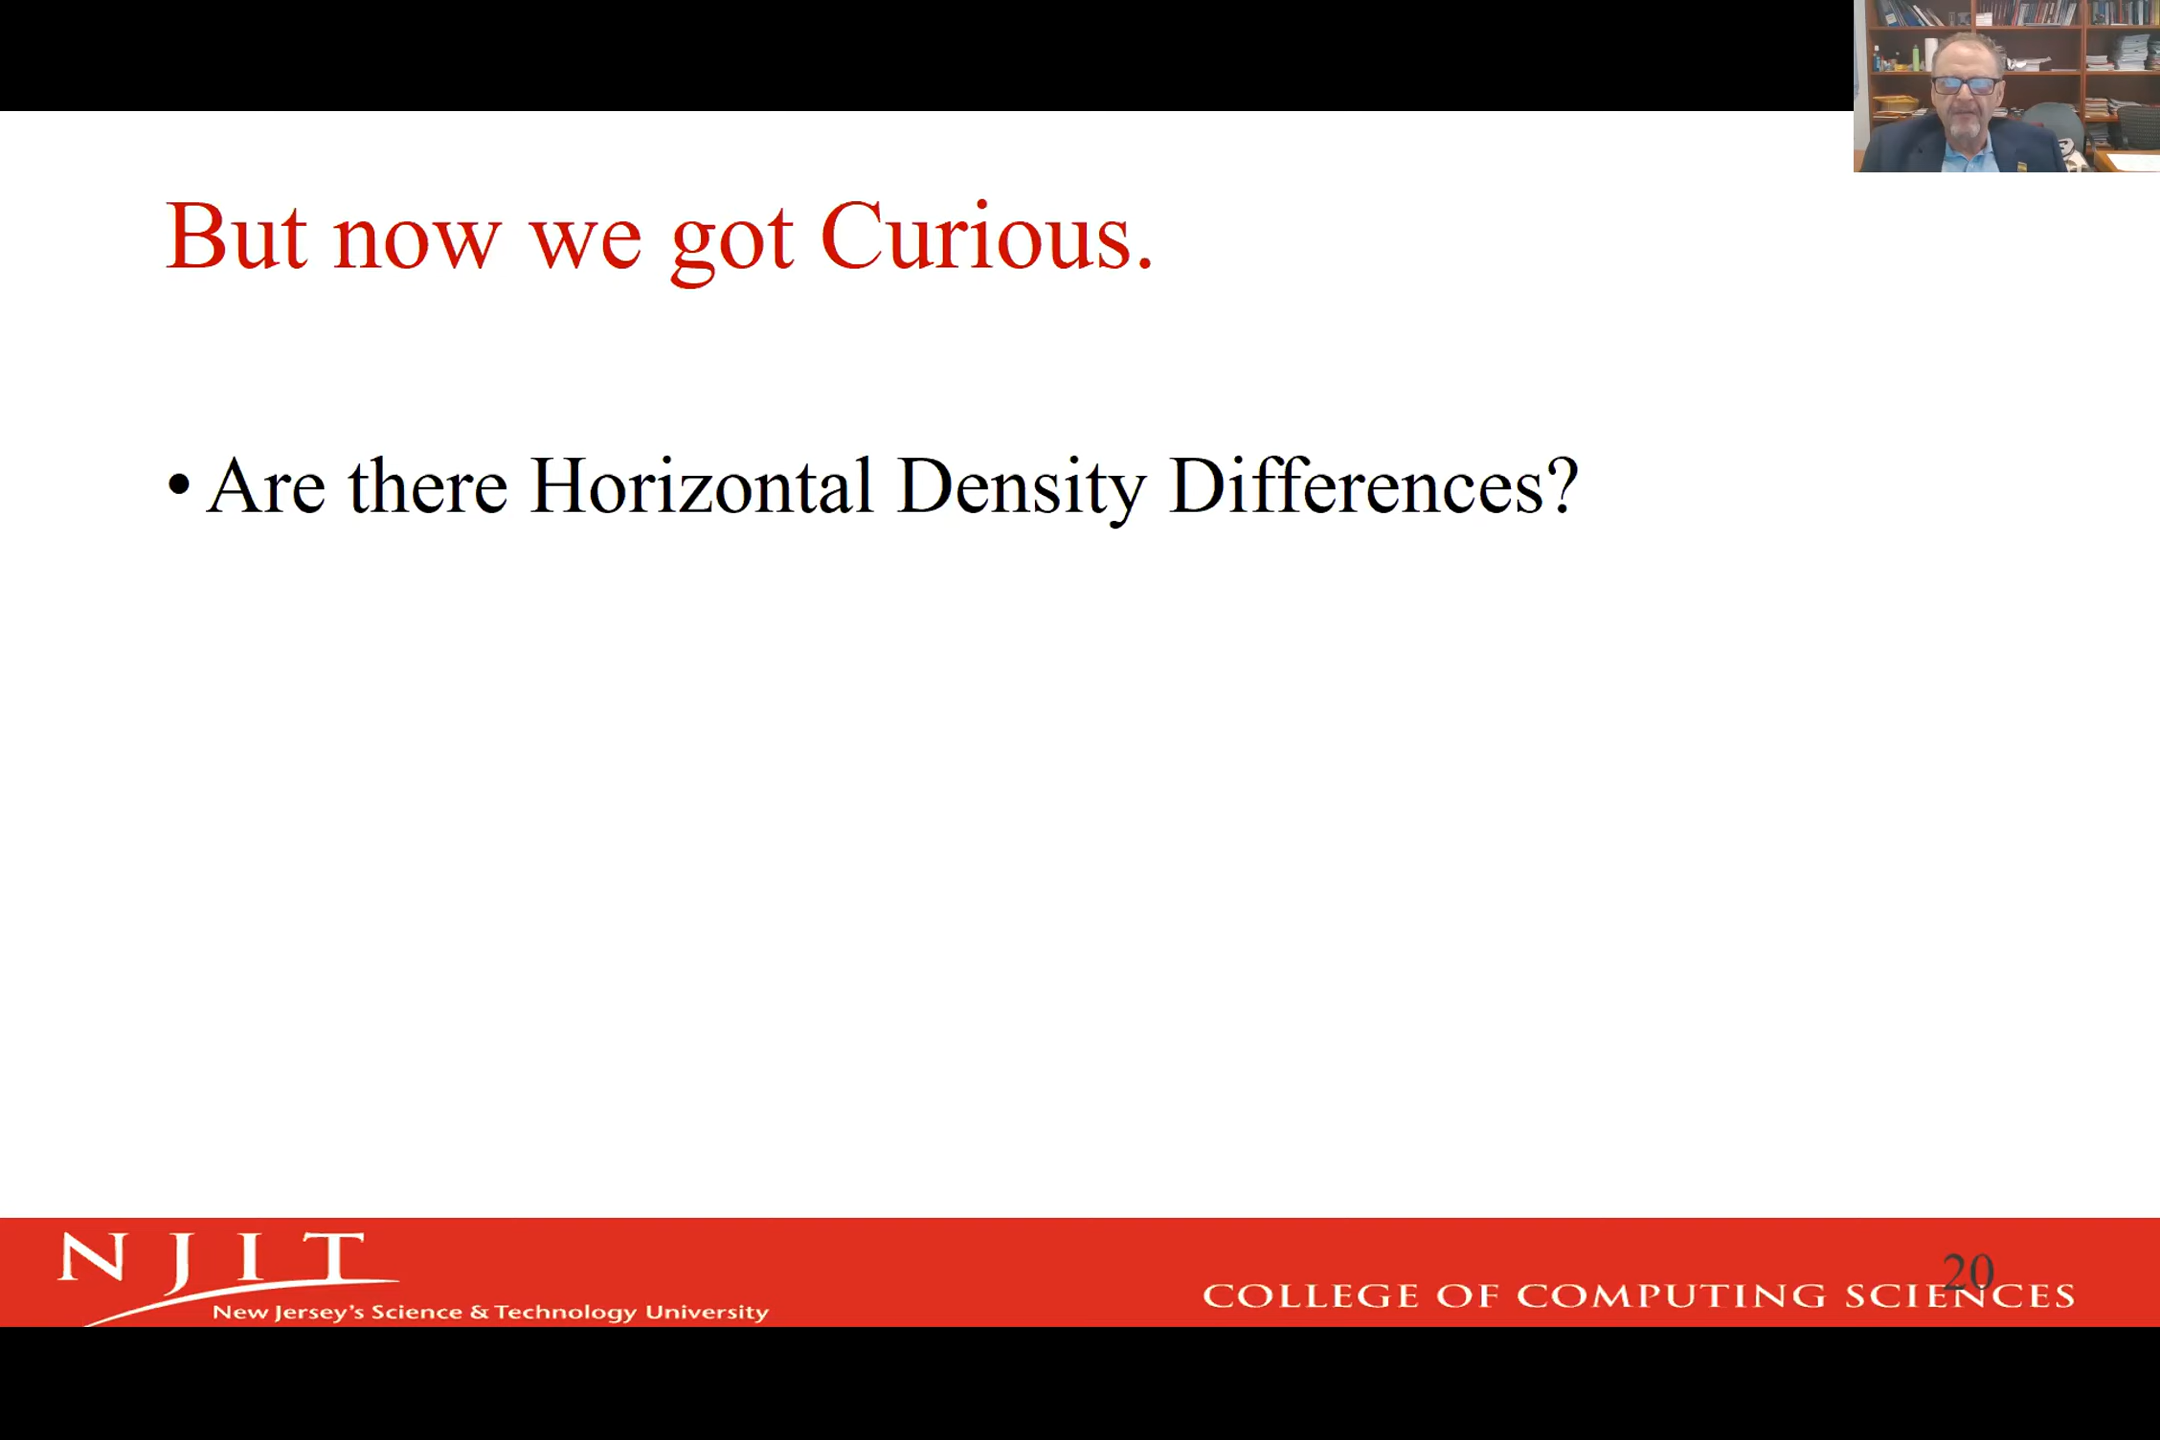 But now we got Curious.
• Are there Horizontal Density Differences?
NJIT
New Jersey's Science & Technology University
20
COLLEGE OF COMPUTING SCIENCES